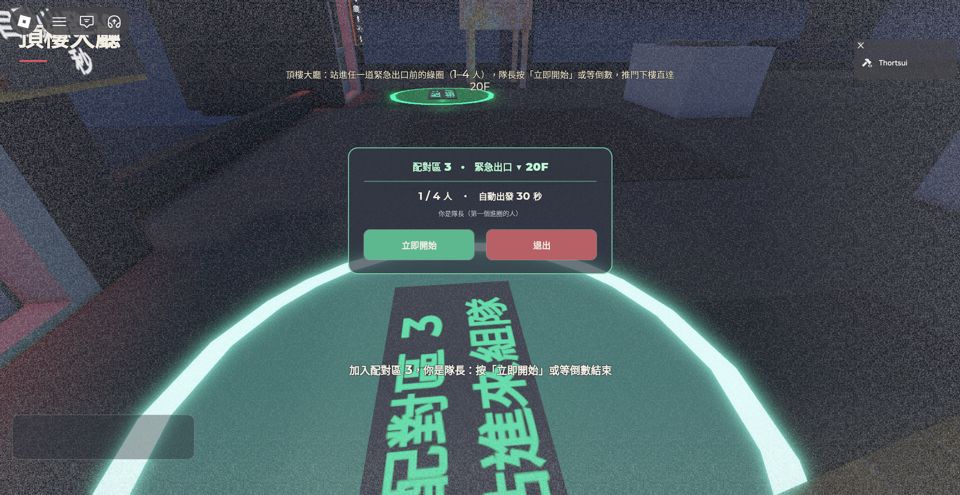 頂樓大廳
秒
Thortsui
頂樓大廳：站進任一道緊急出口前的綠圈（1–4 人），隊長按「立即開始」或等倒數，推門下樓直達
20F
配對區 3 • 緊急出口 ▼ 20F
1 / 4 人 • 自動出發 30 秒
你是隊長（第一個進圈的人）
立即開始
退出
加入配對區 3，你是隊長：按「立即開始」或等倒數結束
配對區 3
站進來組隊